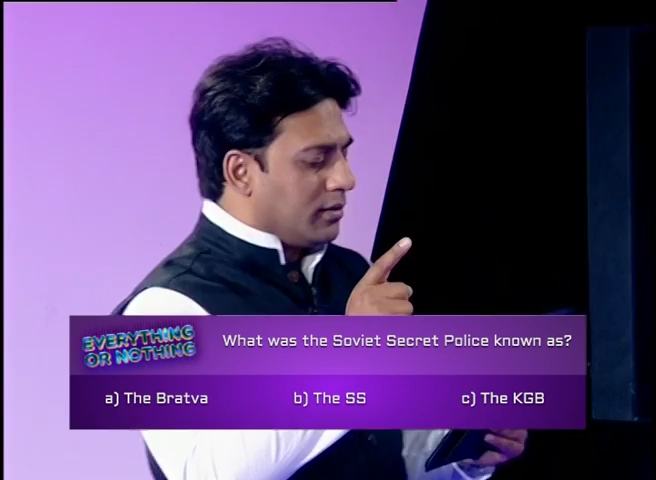 EVERYTHING
OR NOTHING
What was the Soviet Secret Police known as?
a) The Bratva
b) The SS
c) The KGB